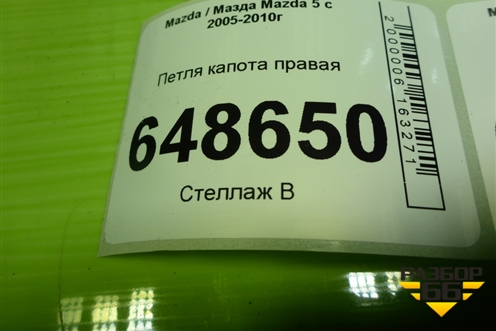 Mazda / Мазда Mazda 5 с
2005-2010г
Петля капота правая
648650
Стеллаж В
2000006163271
РАЗБОР
66